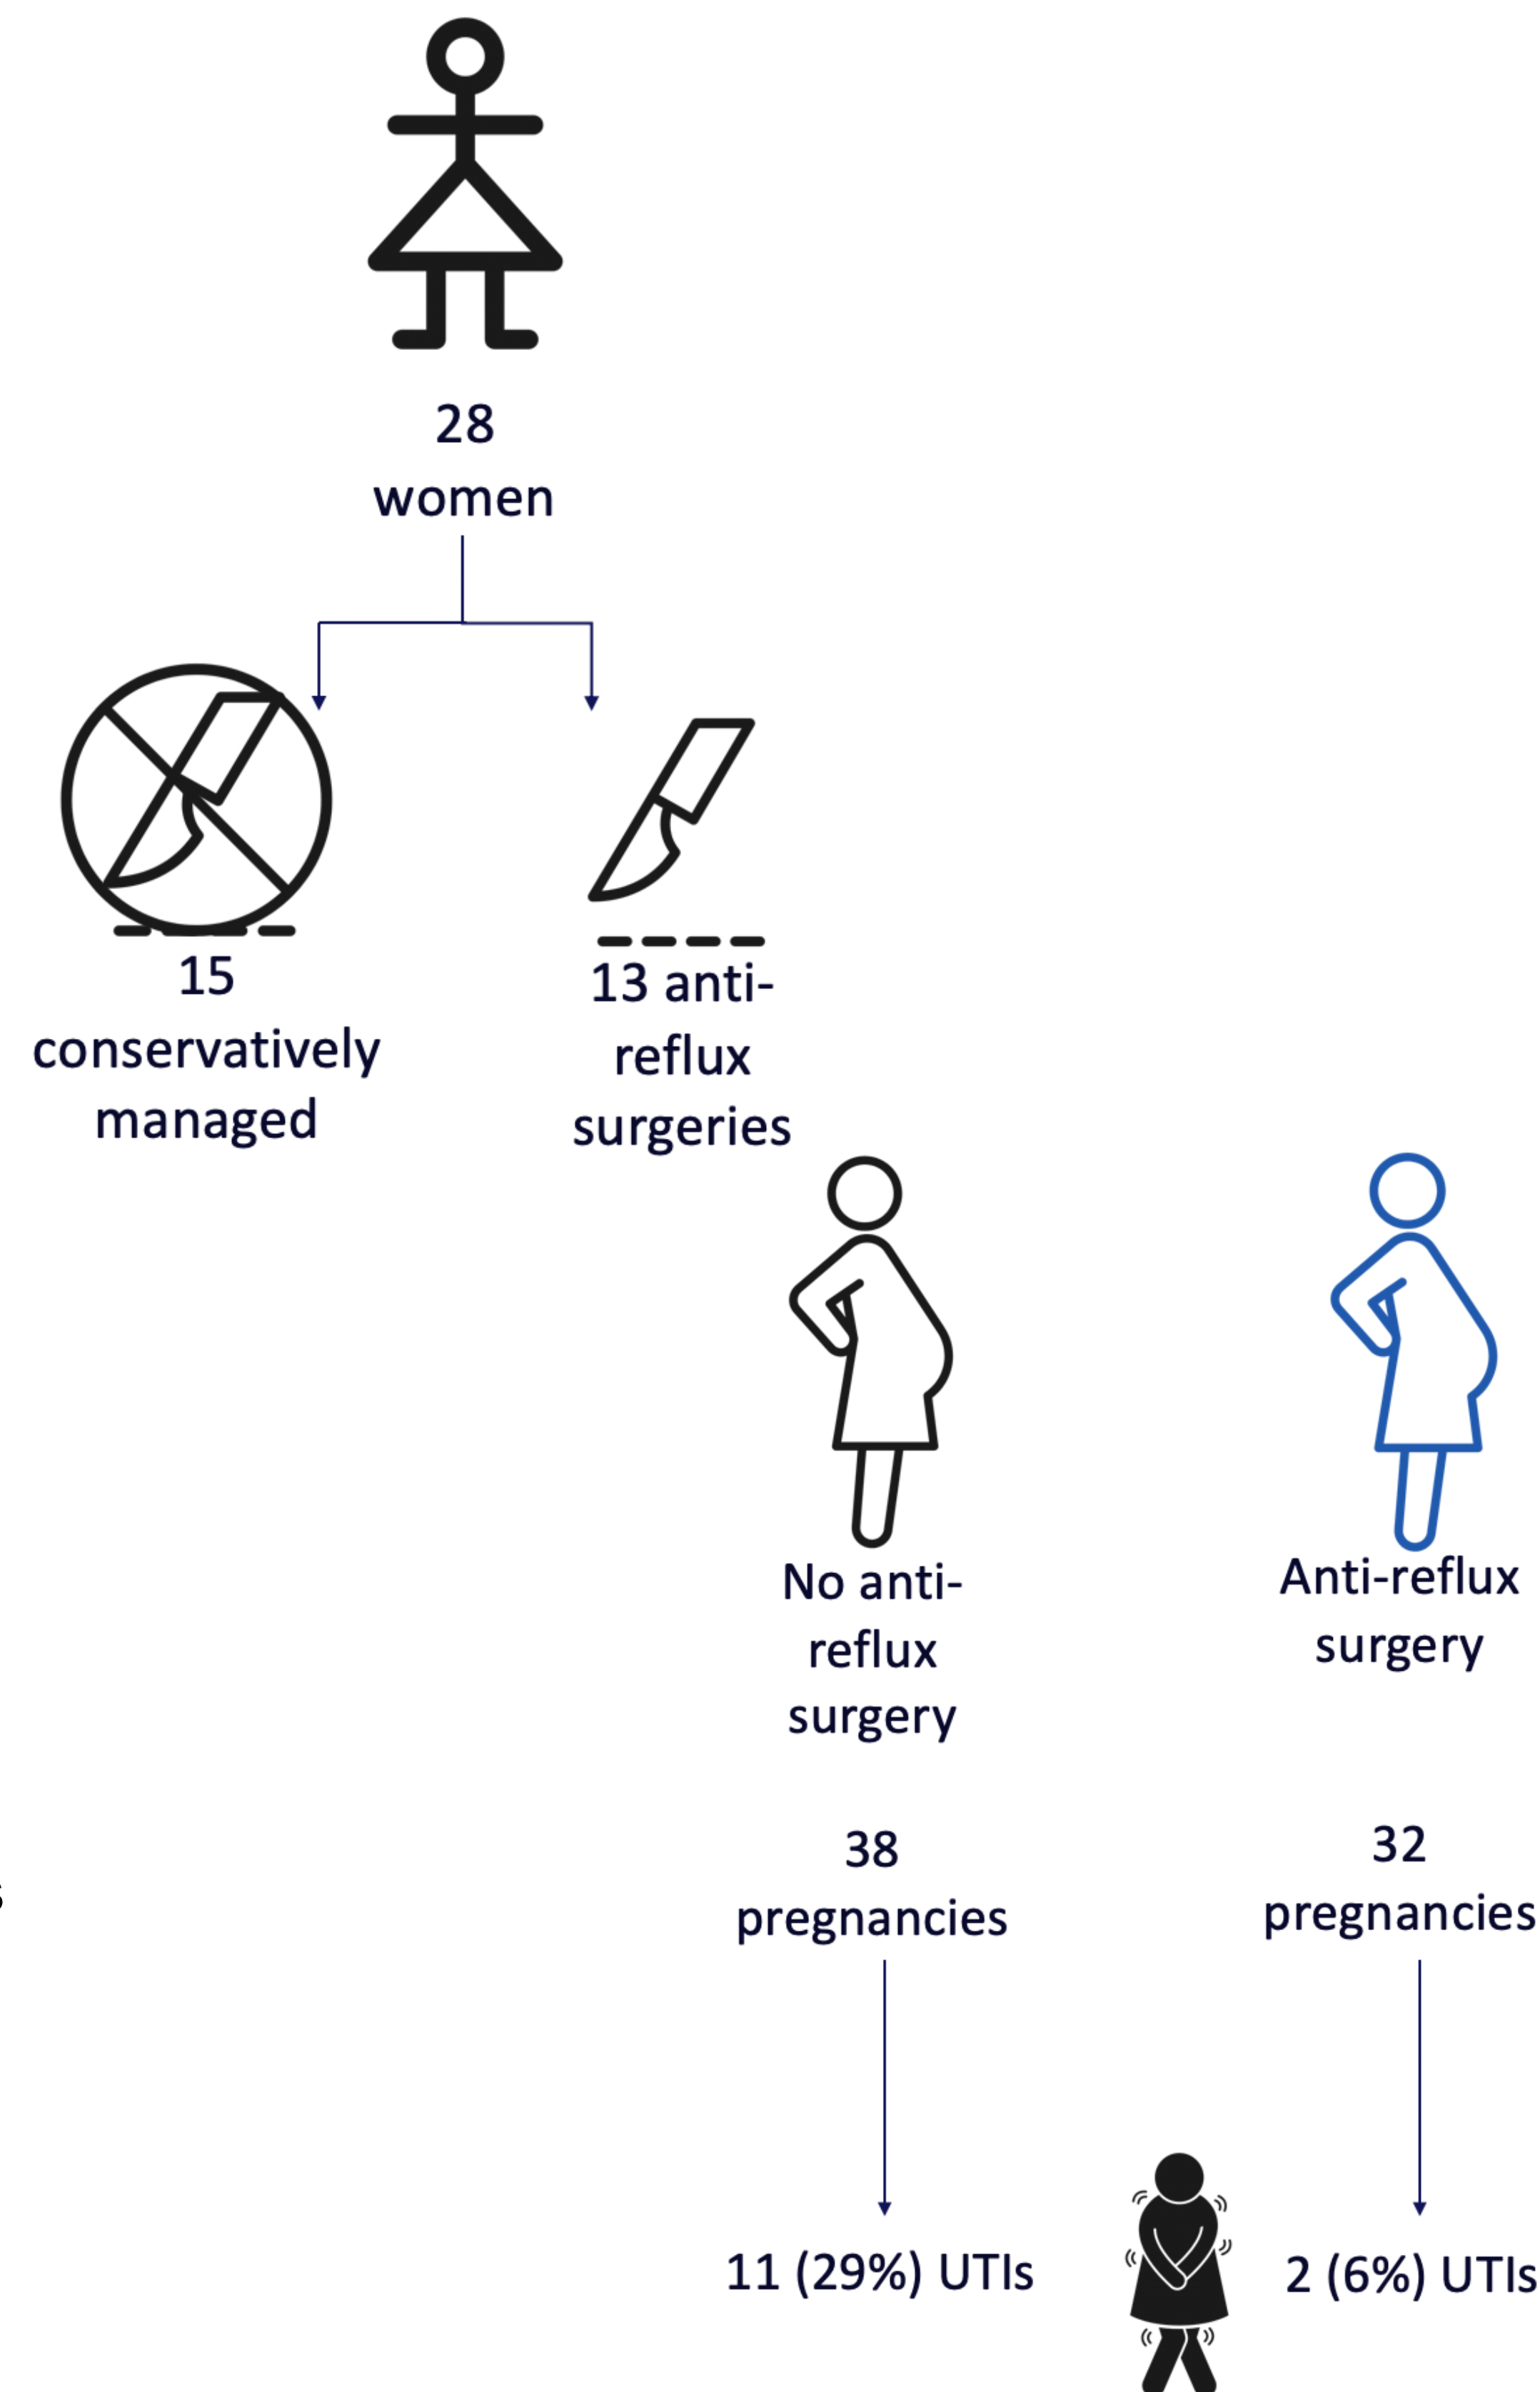 28
women
15
conservatively
managed
13 anti-
reflux
surgeries
No anti-
reflux
surgery
Anti-reflux
surgery
38
pregnancies
32
pregnancies
11 (29%) UTIs
2 (6%) UTIs